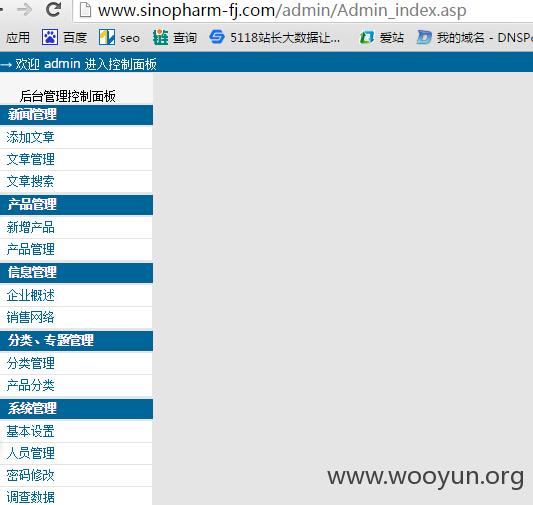 www.sinopharm-fj.com/admin/Admin_index.asp
应用 百度 seo 查询 5118站长大数据让... 爱站 我的域名 - DNSPo
→ 欢迎 admin 进入控制面板
后台管理控制面板
新闻管理
添加文章
文章管理
文章搜索
产品管理
新增产品
产品管理
信息管理
企业概述
销售网络
分类、专题管理
分类管理
产品分类
系统管理
基本设置
人员管理
密码修改
调查数据
www.wooyun.org